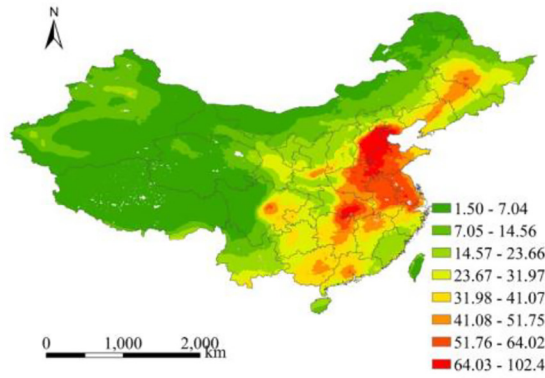 N
1.50 - 7.04
7.05 - 14.56
14.57 - 23.66
23.67 - 31.97
31.98 - 41.07
41.08 - 51.75
51.76 - 64.02
64.03 - 102.4
0 1,000 2,000
km